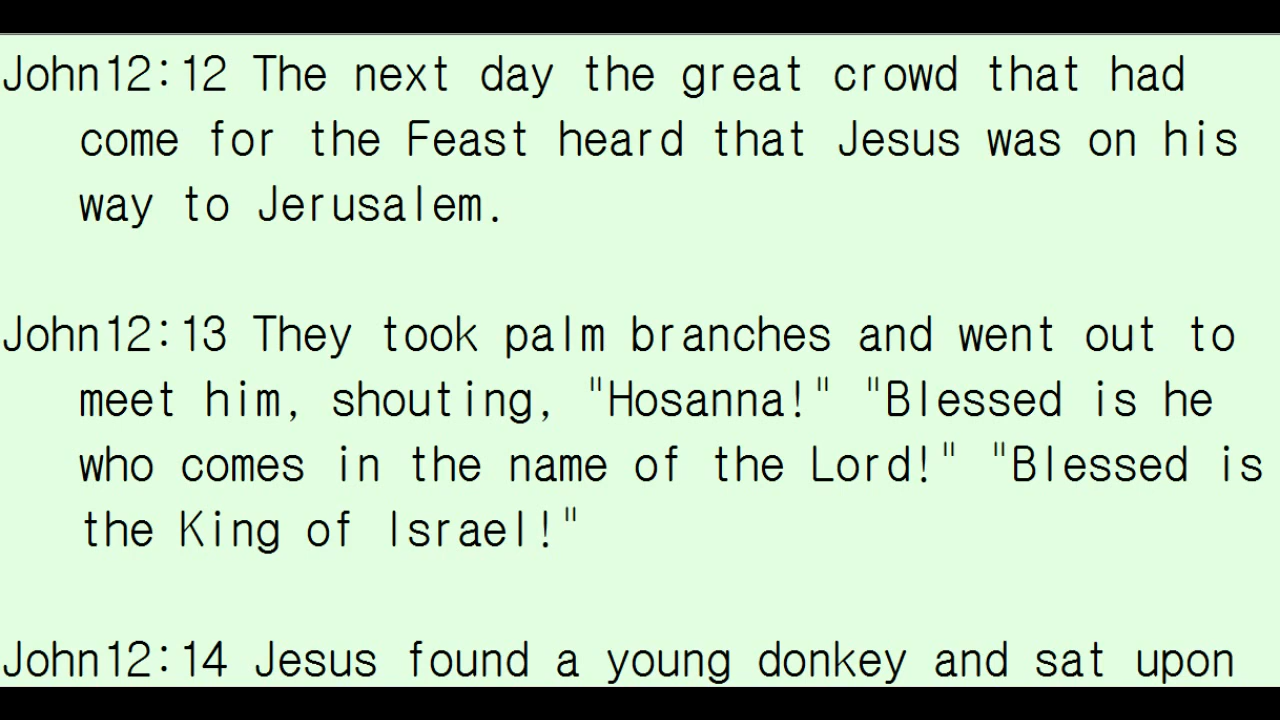 John12:12 The next day the great crowd that had
come for the Feast heard that Jesus was on his
way to Jerusalem.
John12:13 They took palm branches and went out to
meet him, shouting, "Hosanna!" "Blessed is he
who comes in the name of the Lord!" "Blessed is
the King of Israel!"
John12:14 Jesus found a young donkey and sat upon